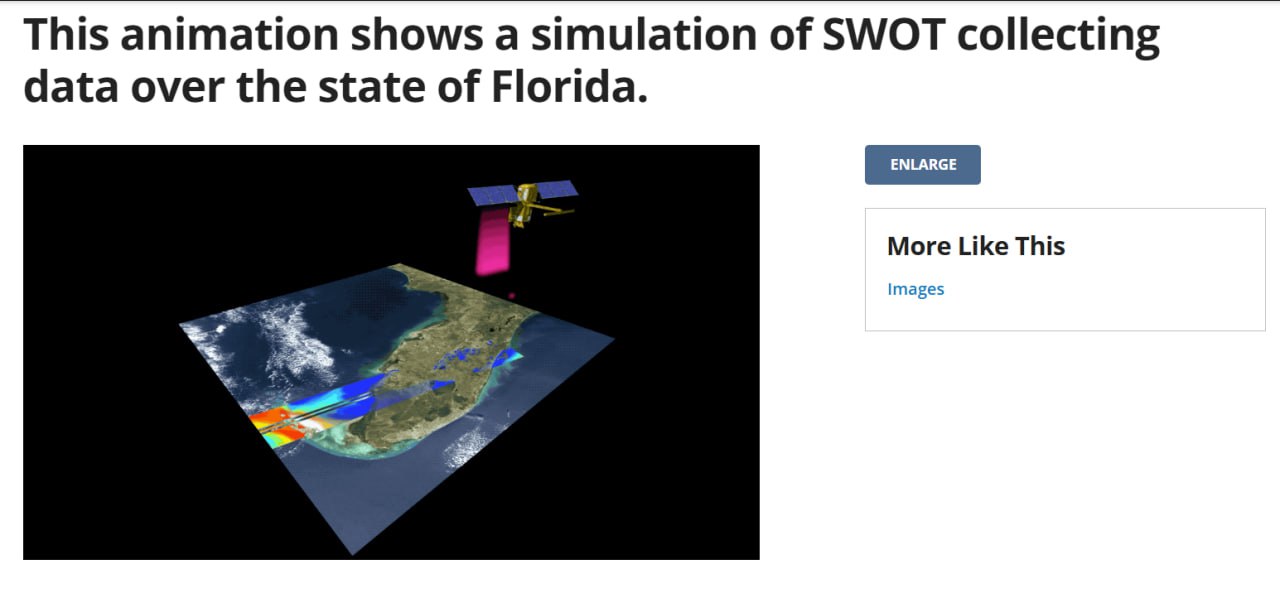 This animation shows a simulation of SWOT collecting
data over the state of Florida.
ENLARGE
More Like This
Images